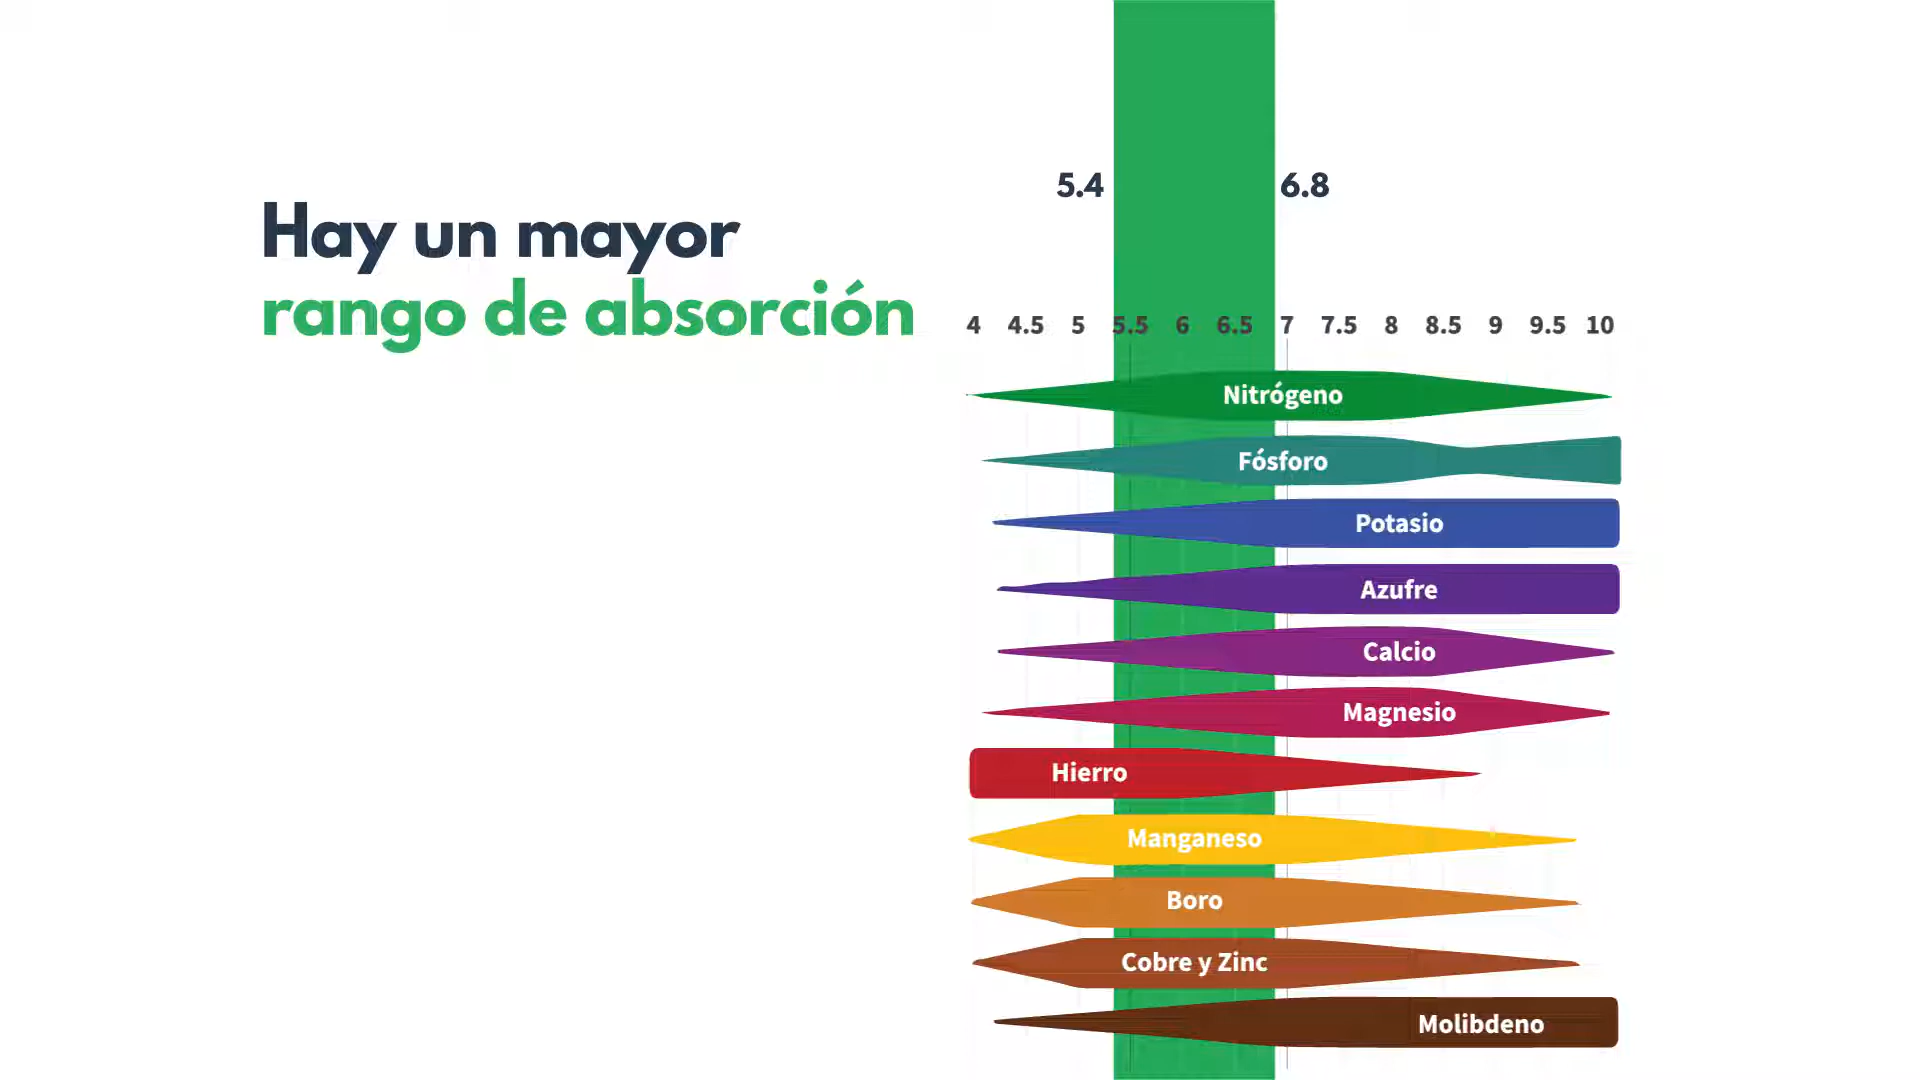 5.4 6.8
Hay un mayor
rango de absorción
4 4.5 5 5.5 6 6.5 7 7.5 8 8.5 9 9.5 10
Nitrógeno
Fósforo
Potasio
Azufre
Calcio
Magnesio
Hierro
Manganeso
Boro
Cobre y Zinc
Molibdeno